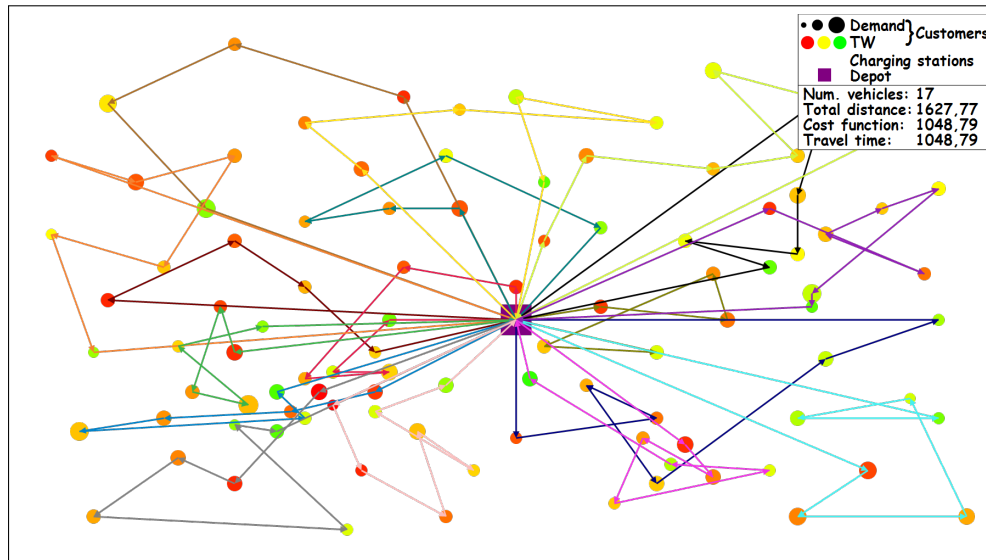 Demand
TW
Customers
Charging stations
Depot
Num. vehicles: 17
Total distance: 1627,77
Cost function: 1048,79
Travel time: 1048,79